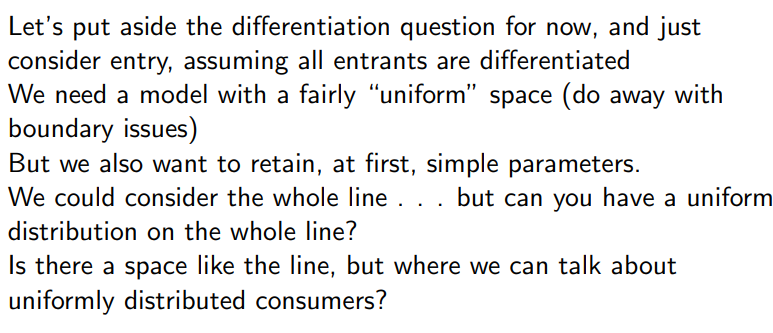 Let's put aside the differentiation question for now, and just
consider entry, assuming all entrants are differentiated
We need a model with a fairly “uniform” space (do away with
boundary issues)
But we also want to retain, at first, simple parameters.
We could consider the whole line . . . but can you have a uniform
distribution on the whole line?
Is there a space like the line, but where we can talk about
uniformly distributed consumers?